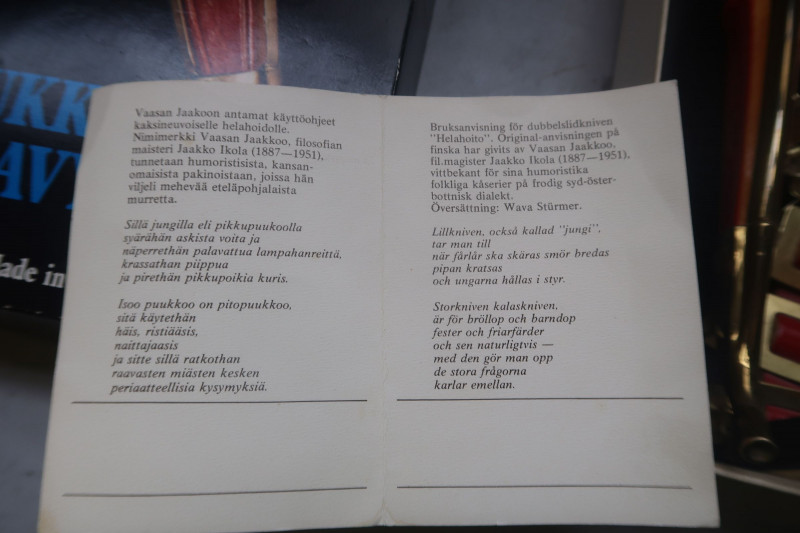 UKK
AVY
ade in
Vaasan Jaakoon antamat käyttöohjeet
kaksineuvoiselle helahoidolle.
Nimimerkki Vaasan Jaakkoo, filosofian
maisteri Jaakko Ikola (1887—1951),
tunnetaan humoristisista, kansan-
omaisista pakinoistaan, joissa hän
viljeli mehevää eteläpohjalaista
murretta.
Sillä jungilla eli pikkupuukoolla
syärähän askista voita ja
näperrethän palavattua lampahanreittä,
krassathan piippua
ja pirethän pikkupoikia kuris.
Isoo puukkoo on pitopuukkoo,
sitä käytethän
häis, ristiääsis,
naittajaasis
ja sitte sillä ratkothan
raavasten miästen kesken
periaatteellisia kysymyksiä.
Bruksanvisning för dubbelslidkniven
"Helahoito". Original-anvisningen på
finska har givits av Vaasan Jaakkoo,
fil.magister Jaakko Ikola (1887—1951),
vittbekant för sina humoristika
folkliga kåserier på frodig syd-öster-
bottnisk dialekt.
Översättning: Wava Stürmer.
Lillkniven, också kallad "jungi",
tar man till
när fårlår ska skäras smör bredas
pipan kratsas
och ungarna hållas i styr.
Storkniven kalaskniven,
är för bröllop och barndop
fester och friarfärder
och sen naturligtvis —
med den gör man opp
de stora frågorna
karlar emellan.